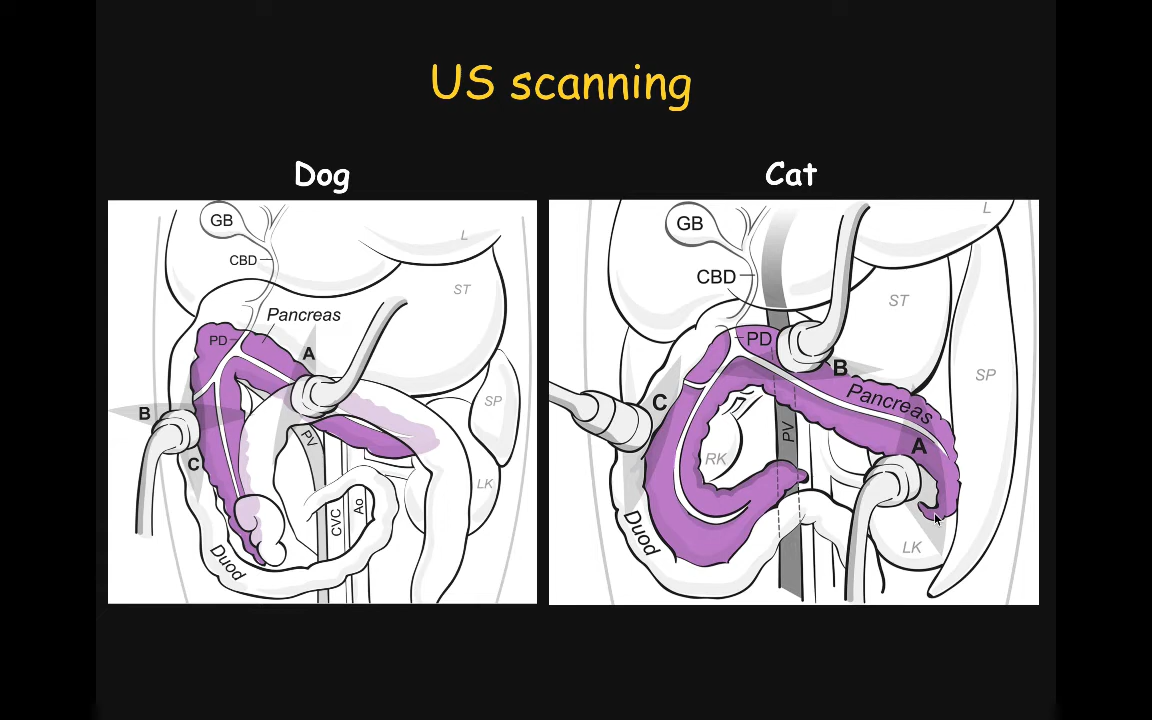 US scanning
Dog
Cat
GB
CBD
L
ST
Pancreas
PD
A
B
C
PV
SP
LK
CVC
Ao
Duod
GB
CBD
L
ST
PD
B
Pancreas
SP
C
PV
A
RK
Duod
LK